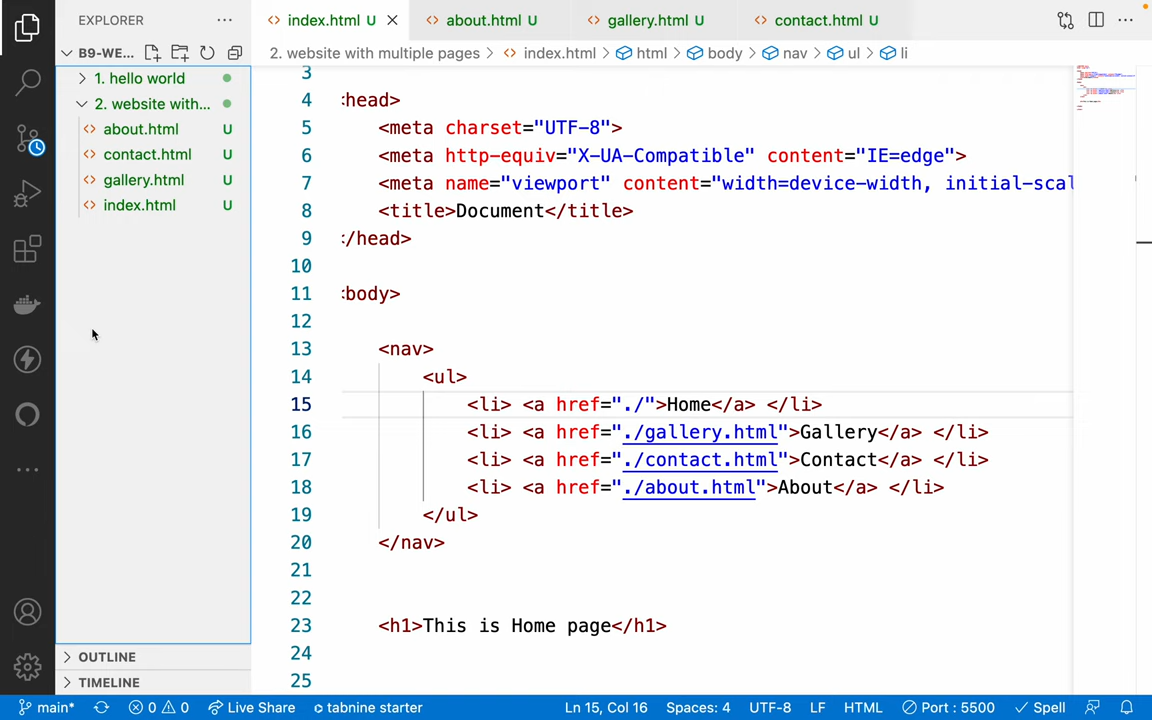 EXPLORER
index.html U
about.html U
gallery.html U
contact.html U
B9-WE...
2. website with multiple pages > index.html > html > body > nav > ul > li
1. hello world
2. website with...
about.html U
contact.html U
gallery.html U
index.html U
OUTLINE
TIMELINE
3
4 head>
5 <meta charset="UTF-8">
6 <meta http-equiv="X-UA-Compatible" content="IE=edge">
7 <meta name="viewport" content="width=device-width, initial-scal
8 <title>Document</title>
9 /head>
10
11 body>
12
13 <nav>
14 <ul>
15 <li> <a href="./">Home</a> </li>
16 <li> <a href="./gallery.html">Gallery</a> </li>
17 <li> <a href="./contact.html">Contact</a> </li>
18 <li> <a href="./about.html">About</a> </li>
19 </ul>
20 </nav>
21
22
23 <h1>This is Home page</h1>
24
25
main* 0 0 Live Share tabnine starter Ln 15, Col 16 Spaces: 4 UTF-8 LF HTML Port : 5500 Spell